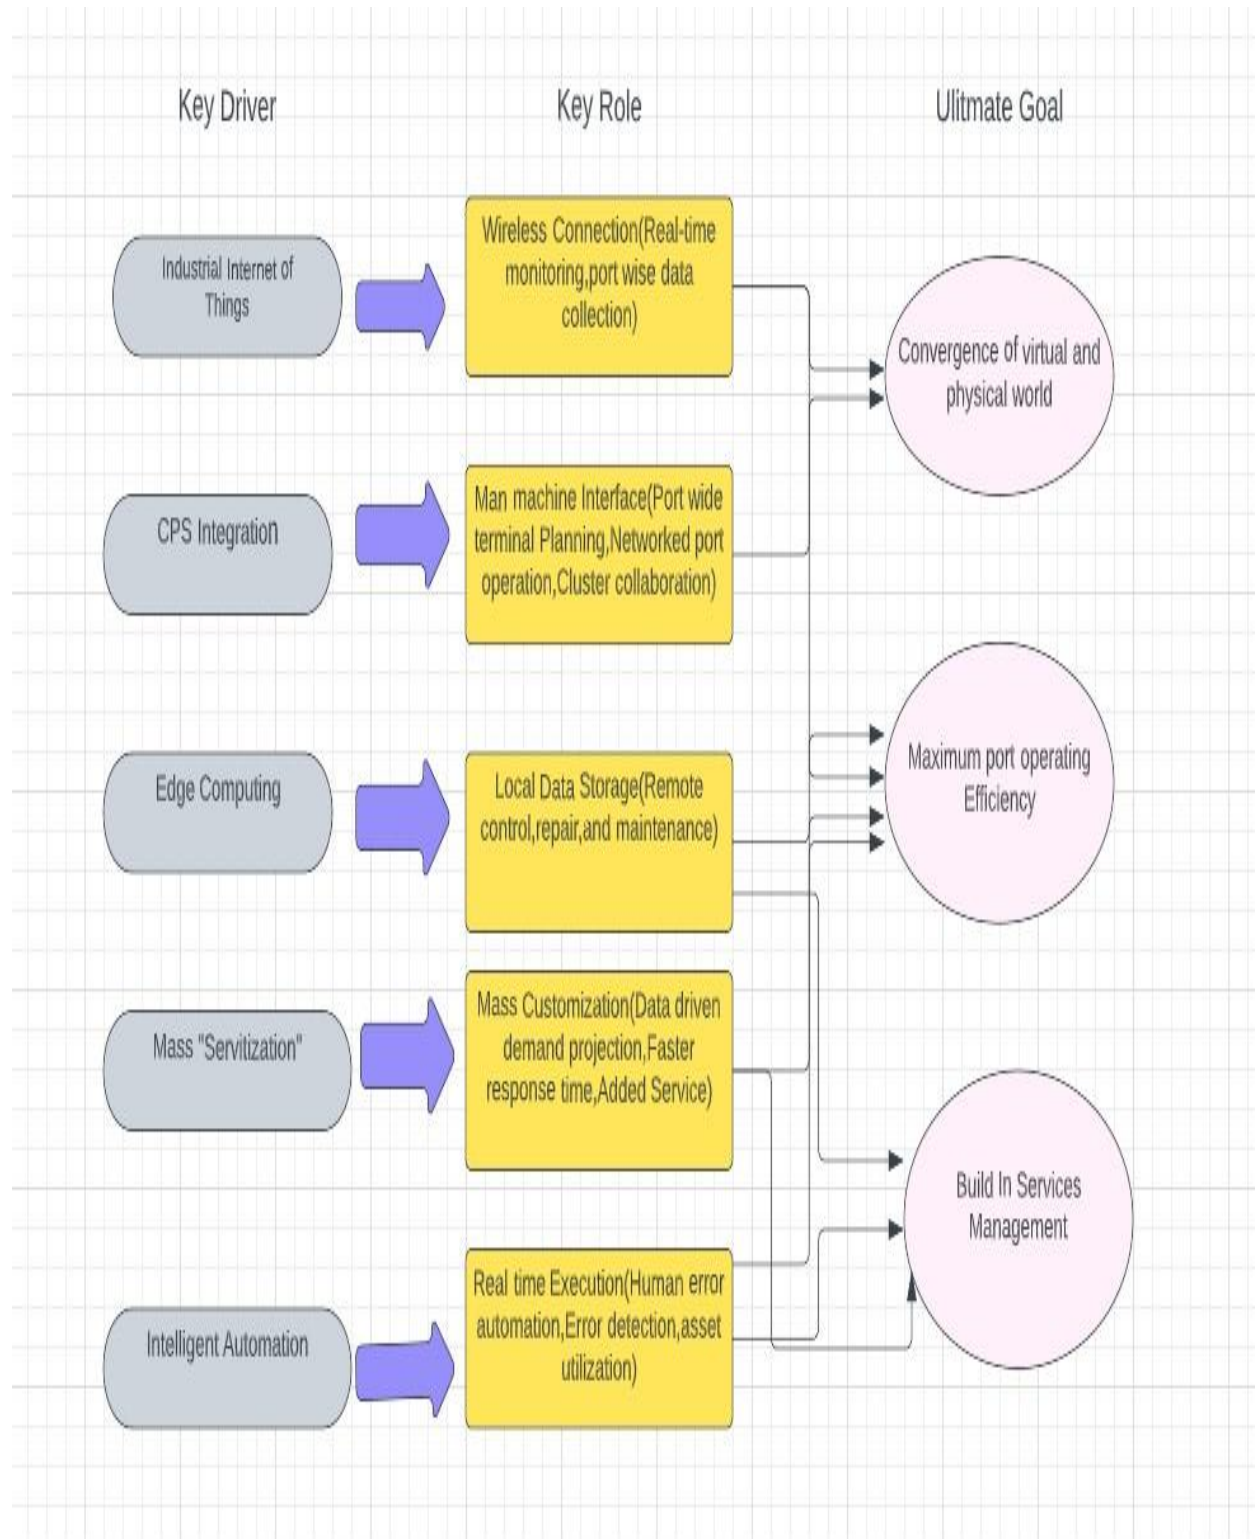 Key Driver
Key Role
Ulitmate Goal
Industrial Internet of
Things
Wireless Connection(Real-time
monitoring,port wise data
collection)
Convergence of virtual and
physical world
CPS Integration
Man machine Interface(Port wide
terminal Planning,Networked port
operation,Cluster collaboration)
Edge Computing
Local Data Storage(Remote
control,repair,and maintenance)
Maximum port operating
Efficiency
Mass "Servitization"
Mass Customization(Data driven
demand projection,Faster
response time,Added Service)
Build In Services
Management
Intelligent Automation
Real time Execution(Human error
automation,Error detection,asset
utilization)